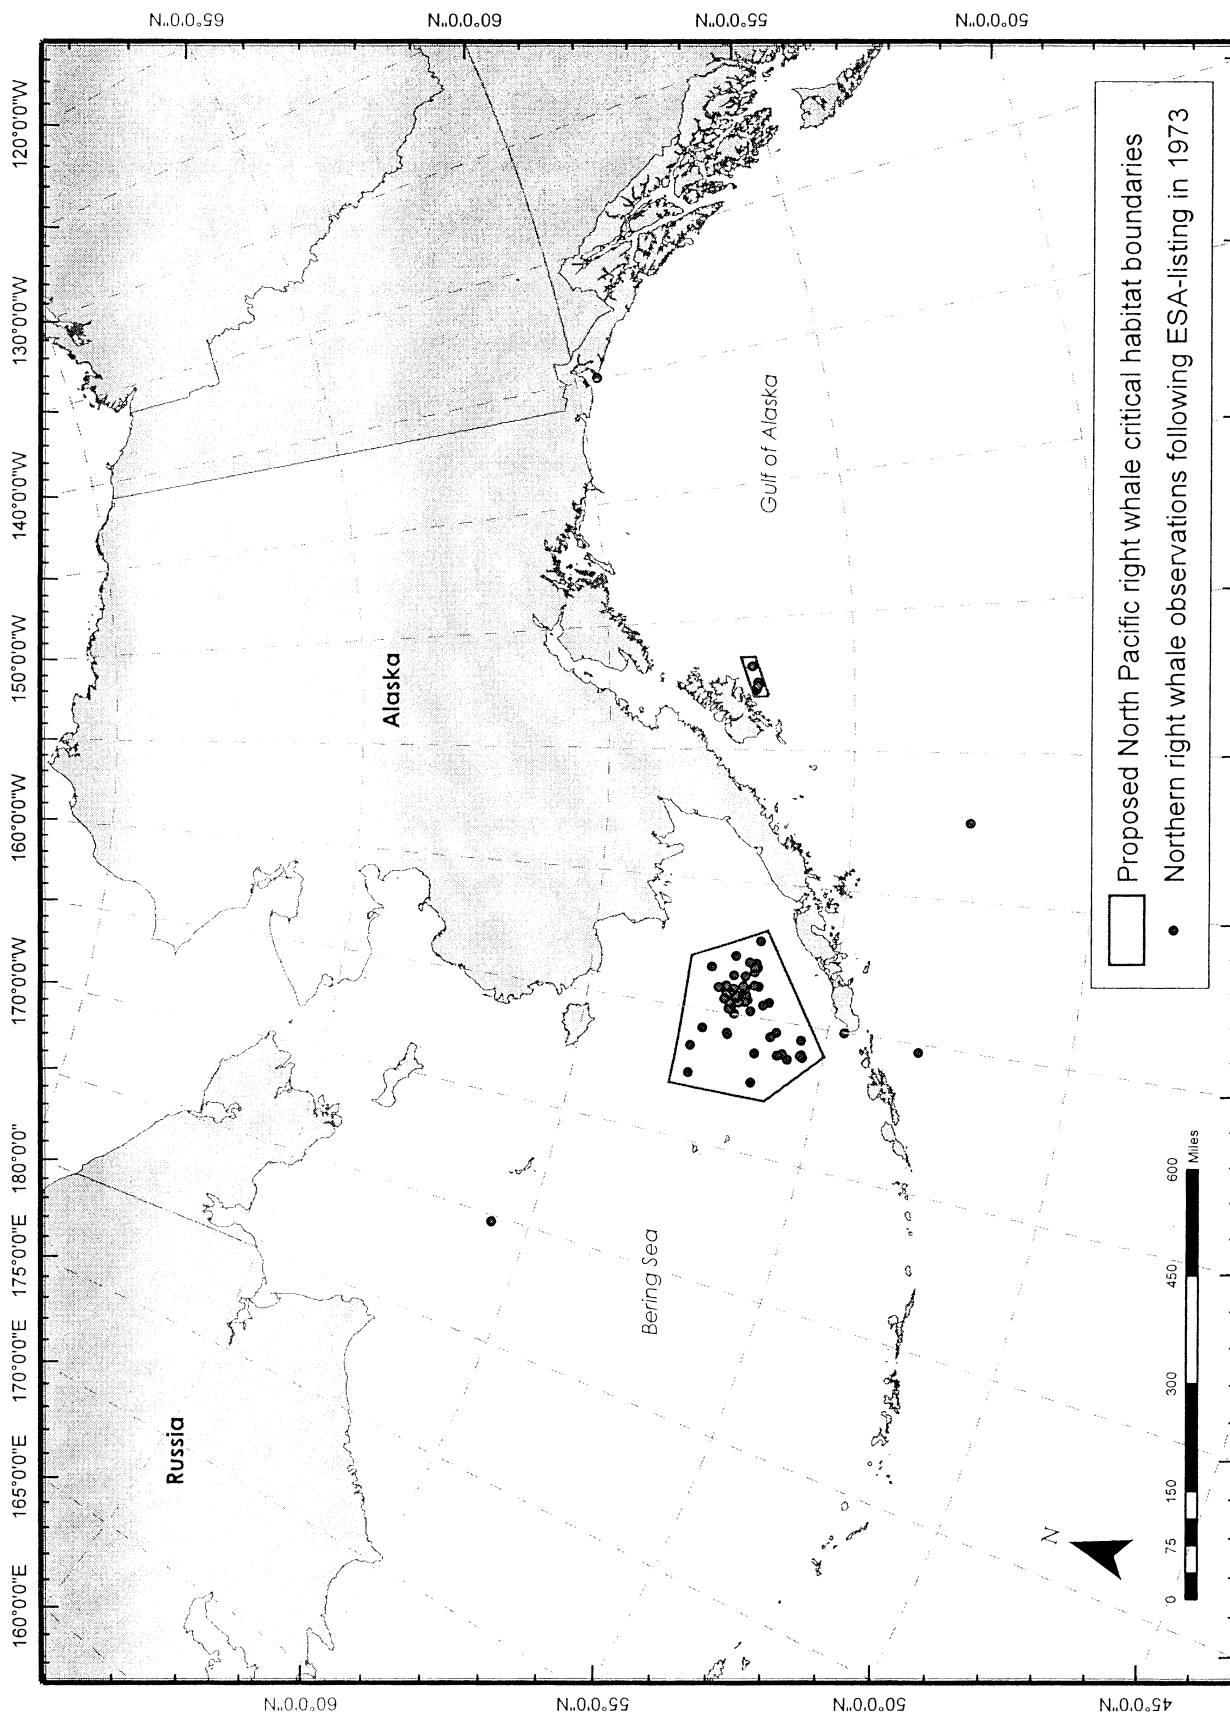 160°0'0"E
165°0'0"E
170°0'0"E
175°0'0"E
180°0'0"
170°0'0"W
160°0'0"W
150°0'0"W
140°0'0"W
130°0'0"W
120°0'0"W
65°0'0"N
60°0'0"N
55°0'0"N
50°0'0"N
60°0'0"N
55°0'0"N
50°0'0"N
45°0'0"N
Russia
Alaska
Bering Sea
Gulf of Alaska
N
0 75 150 300 450 600
Miles
Proposed North Pacific right whale critical habitat boundaries
Northern right whale observations following ESA-listing in 1973